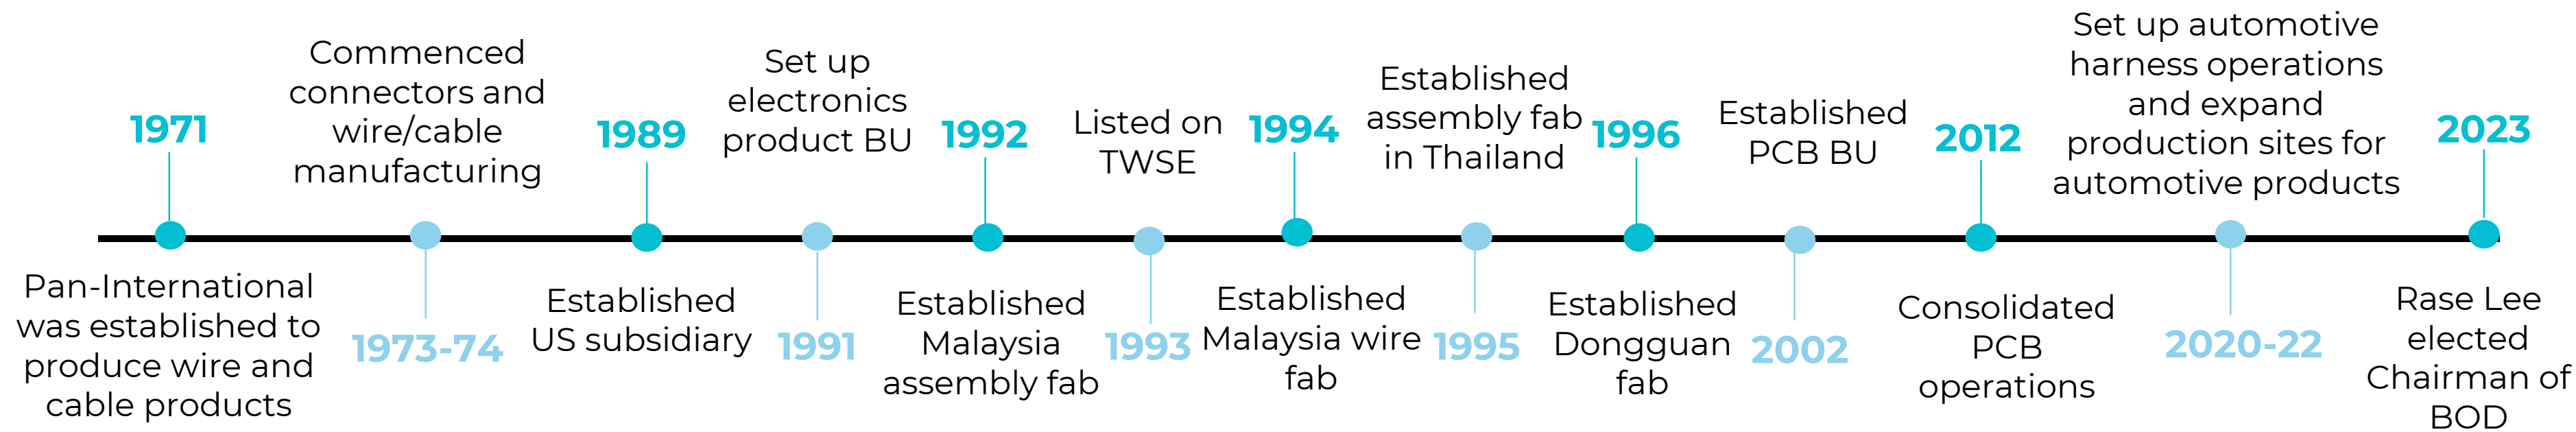 1971
Pan-International
was established to
produce wire and
cable products
Commenced
connectors and
wire/cable
manufacturing
1973-74
1989
Established
US subsidiary
Set up
electronics
product BU
1991
1992
Established
Malaysia
assembly fab
Listed on
TWSE
1993
1994
Established
Malaysia wire
fab
Established
assembly fab
in Thailand
1995
1996
Established
Dongguan
fab
Established
PCB BU
2002
2012
Consolidated
PCB
operations
Set up automotive
harness operations
and expand
production sites for
automotive products
2020-22
2023
Rase Lee
elected
Chairman of
BOD